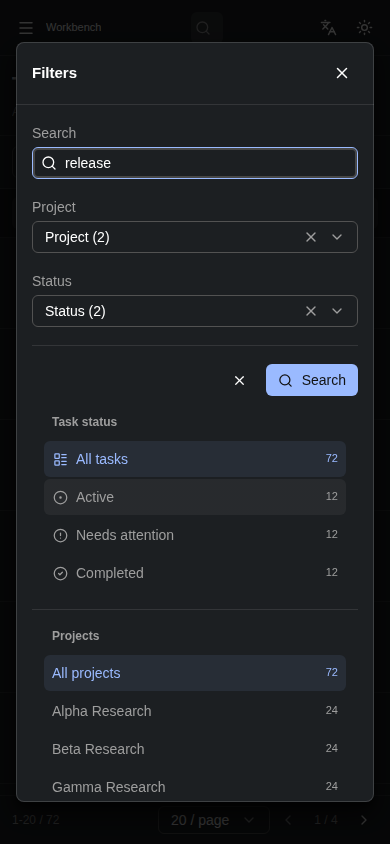 Workbench
Filters
Search
release
Project
Project (2)
Status
Status (2)
Search
Task status
All tasks 72
Active 12
Needs attention 12
Completed 12
Projects
All projects 72
Alpha Research 24
Beta Research 24
Gamma Research 24
1-20 / 72 20 / page 1 / 4